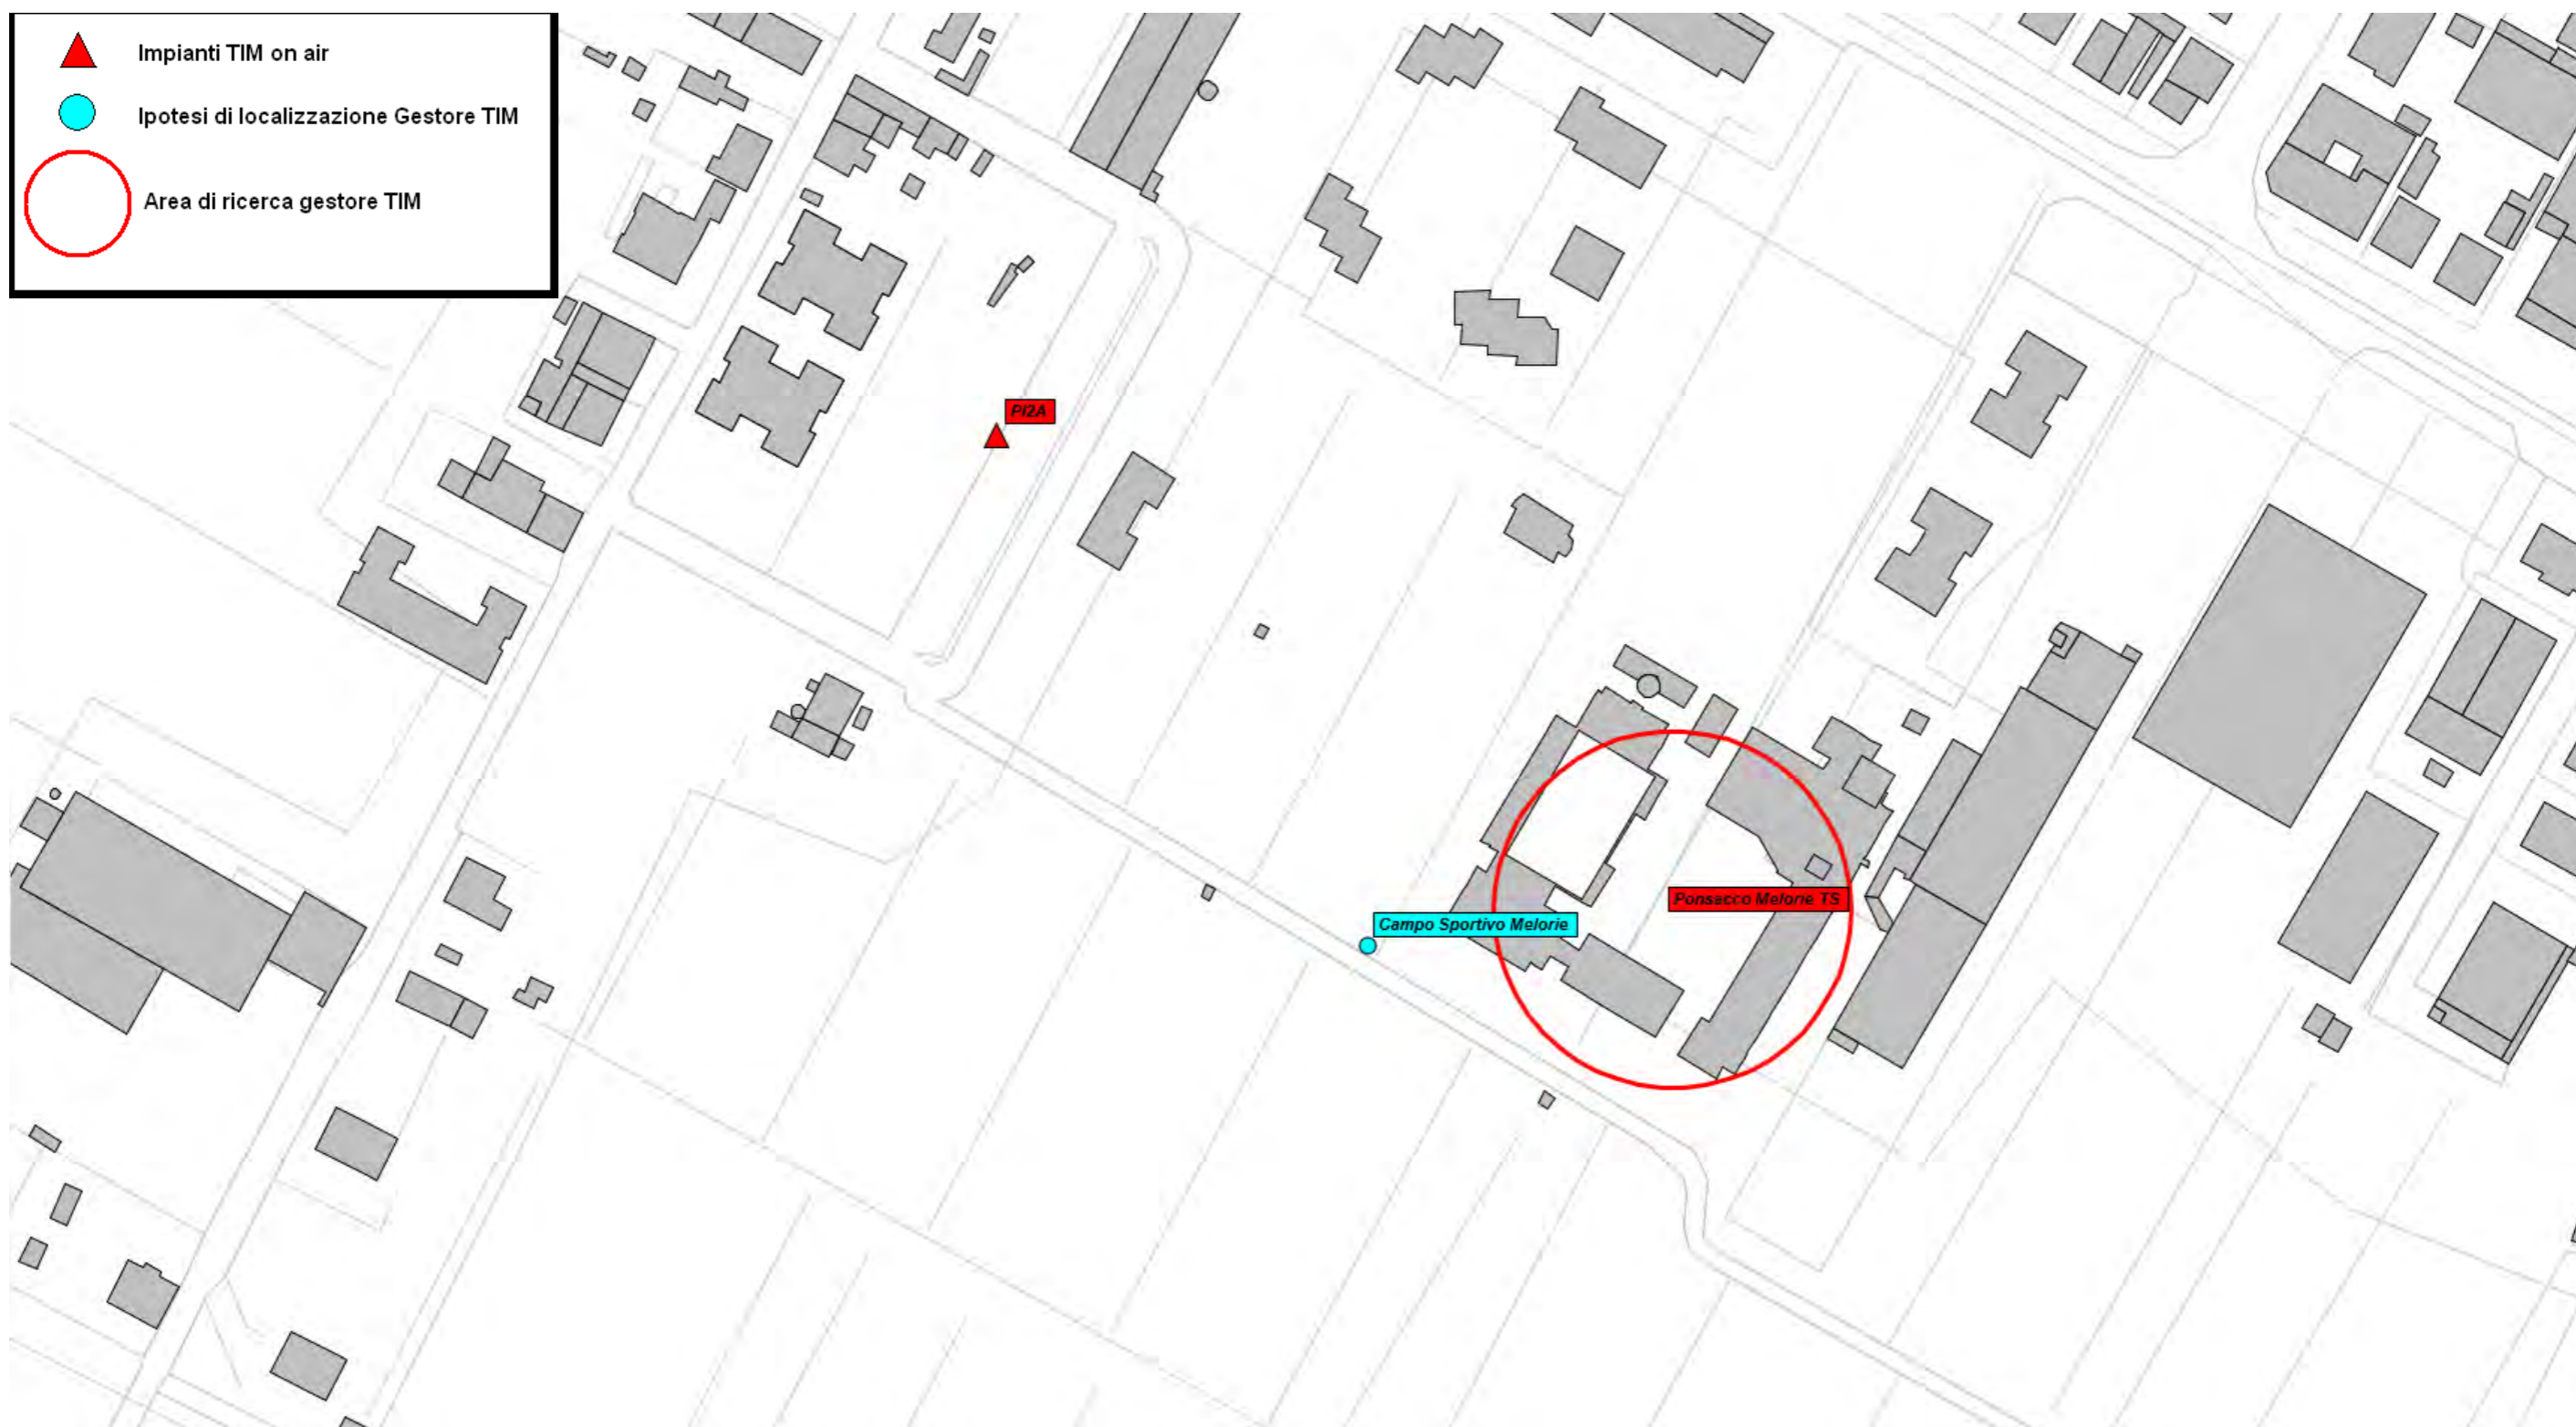 Impianti TIM on air
Ipotesi di localizzazione Gestore TIM
Area di ricerca gestore TIM
PI2A
Ponsacco Melorie TS
Campo Sportivo Melorie